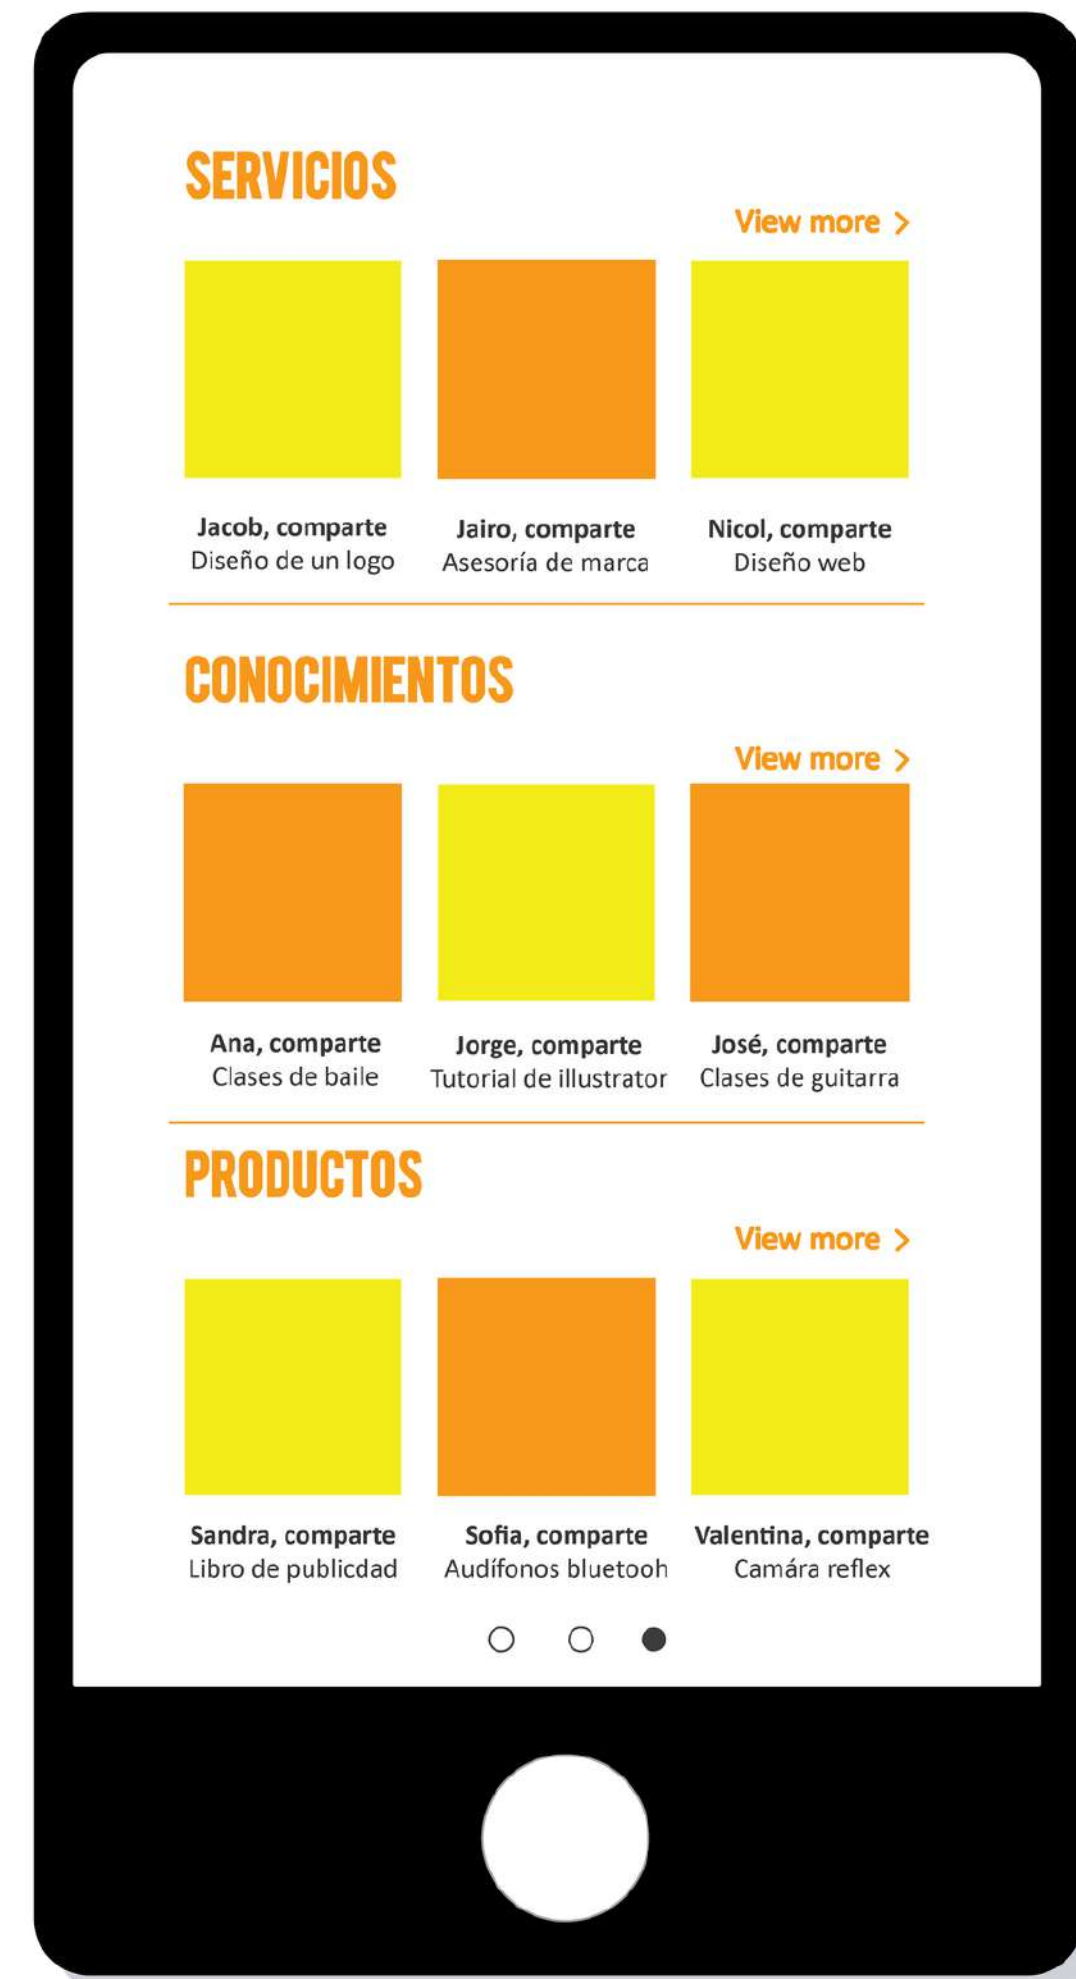 SERVICIOS
View more >
Jacob, comparte
Diseño de un logo
Jairo, comparte
Asesoría de marca
Nicol, comparte
Diseño web
CONOCIMIENTOS
View more >
Ana, comparte
Clases de baile
Jorge, comparte
Tutorial de illustrator
José, comparte
Clases de guitarra
PRODUCTOS
View more >
Sandra, comparte
Libro de publicdad
Sofia, comparte
Audífonos bluetooh
Valentina, comparte
Camára reflex